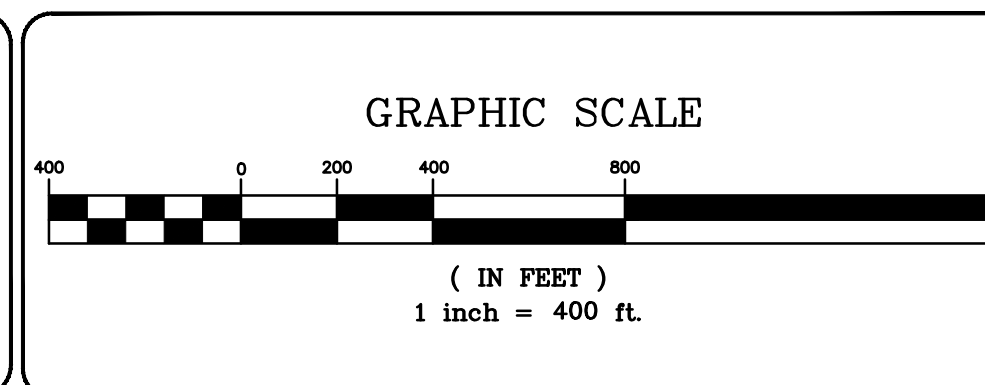 GRAPHIC SCALE
400 0 200 400 800
( IN FEET )
1 inch = 400 ft.